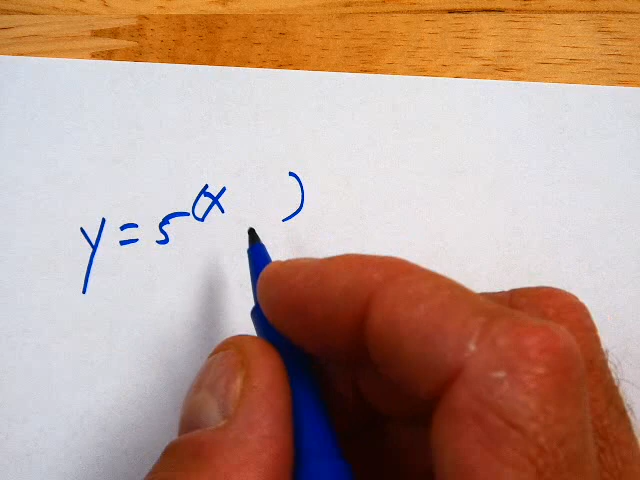 y = 5^(x )